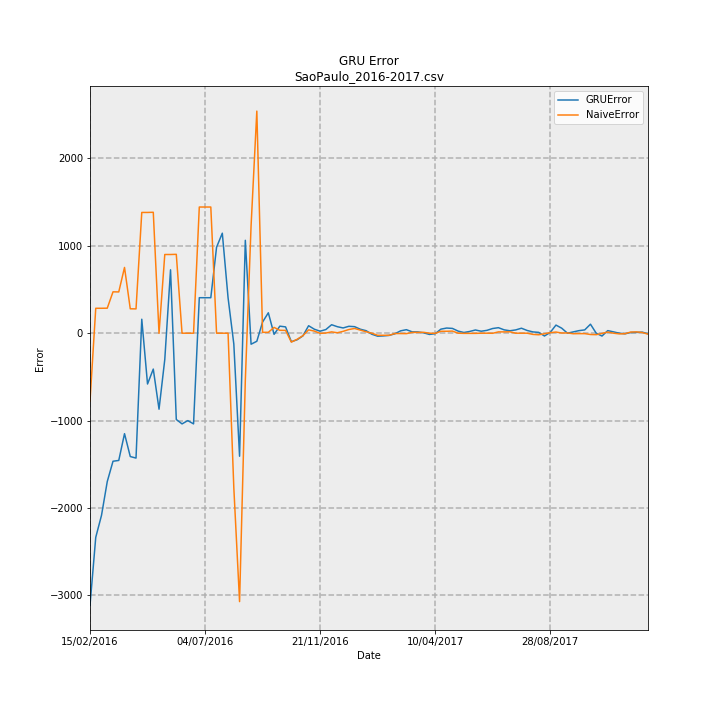 GRU Error
SaoPaulo_2016-2017.csv
GRUError
NaiveError
2000
1000
0
−1000
−2000
−3000
Error
15/02/2016
04/07/2016
21/11/2016
10/04/2017
28/08/2017
Date